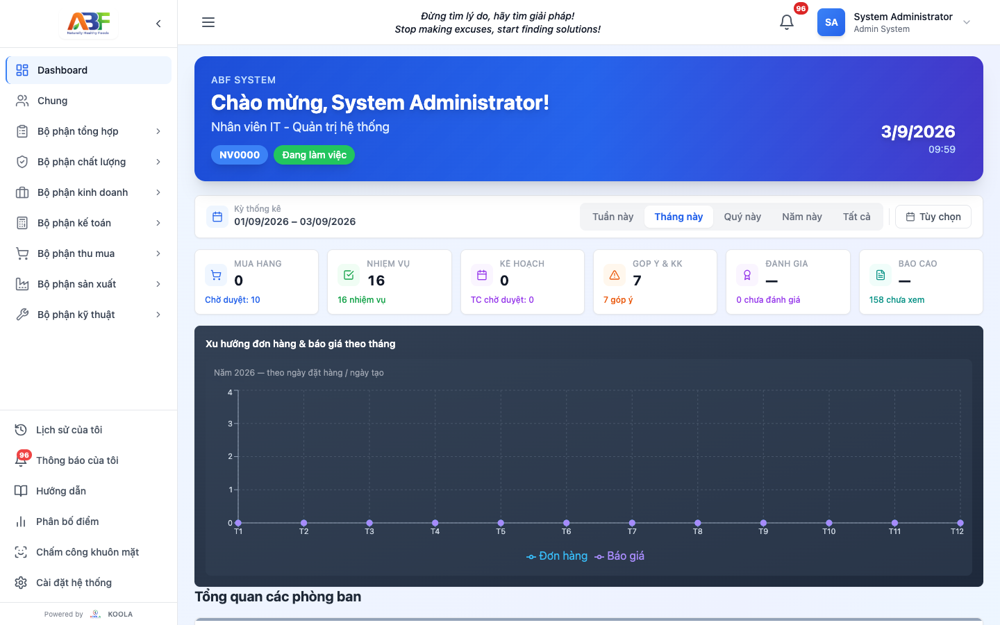 ABF
Naturally Healthy Foods
Đừng tìm lý do, hãy tìm giải pháp!
Stop making excuses, start finding solutions!
96
SA
System Administrator
Admin System
Dashboard
Chung
Bộ phận tổng hợp
Bộ phận chất lượng
Bộ phận kinh doanh
Bộ phận kế toán
Bộ phận thu mua
Bộ phận sản xuất
Bộ phận kỹ thuật
Lịch sử của tôi
96
Thông báo của tôi
Hướng dẫn
Phân bố điểm
Chấm công khuôn mặt
Cài đặt hệ thống
Powered by KOOLA
ABF SYSTEM
Chào mừng, System Administrator!
Nhân viên IT - Quản trị hệ thống
NV0000 Đang làm việc
3/9/2026
09:59
Kỳ thống kê
01/09/2026 – 03/09/2026
Tuần này Tháng này Quý này Năm này Tất cả Tùy chọn
MUA HÀNG
0
Chờ duyệt: 10
NHIỆM VỤ
16
16 nhiệm vụ
KẾ HOẠCH
0
TC chờ duyệt: 0
GÓP Ý & KK
7
7 góp ý
ĐÁNH GIÁ
—
0 chưa đánh giá
BÁO CÁO
—
158 chưa xem
Xu hướng đơn hàng & báo giá theo tháng
Năm 2026 — theo ngày đặt hàng / ngày tạo
4
3
2
1
0
T1 T2 T3 T4 T5 T6 T7 T8 T9 T10 T11 T12
Đơn hàng Báo giá
Tổng quan các phòng ban